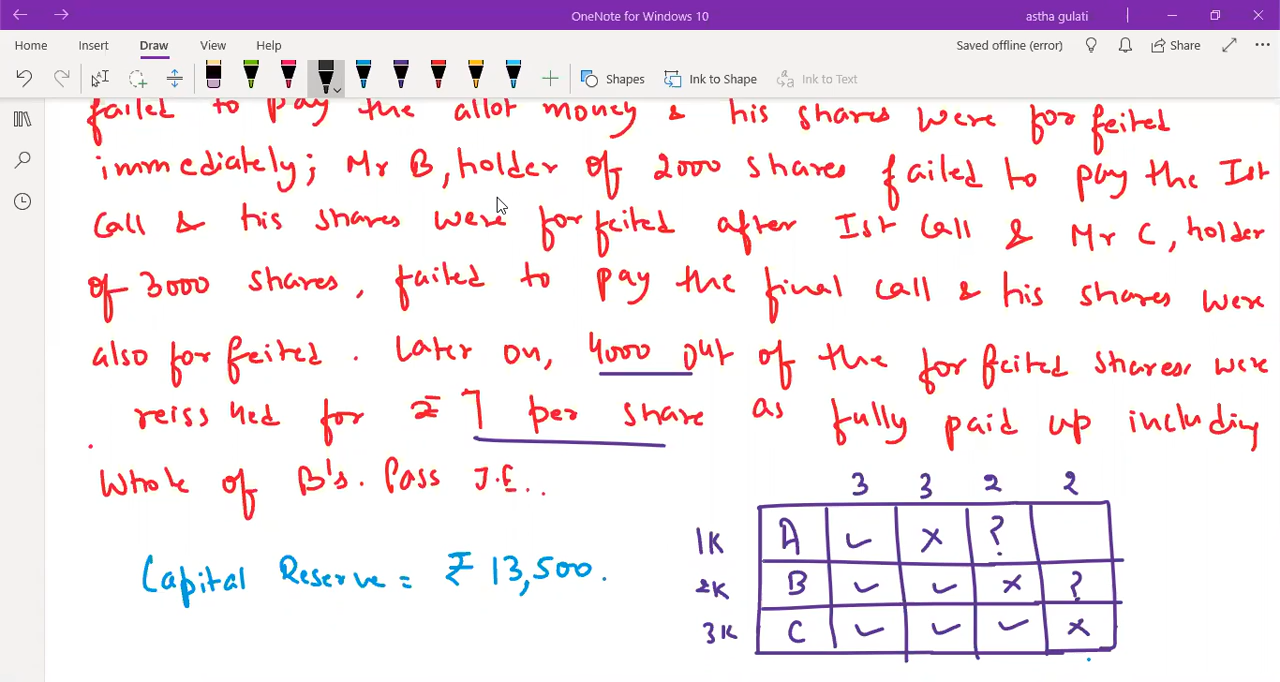 OneNote for Windows 10
astha gulati
Home Insert Draw View Help
Saved offline (error)
Share
Shapes
Ink to Shape
Ink to Text
failed to pay the allot money & his shares were forfeited
immediately; Mr B, holder of 2000 shares failed to pay the Ist
Call & his shares were forfeited after Ist Call & Mr C, holder
of 3000 shares, failed to pay the final call & his shares were
also forfeited. Later on, 4000 out of the forfeited shares were
reissued for ₹ 7 per share as fully paid up including
Whole of B's. Pass J.E..
3 3 2 2
1K A ✓ x ?
2K B ✓ ✓ x ?
3K C ✓ ✓ ✓ x
Capital Reserve = ₹ 13,500.